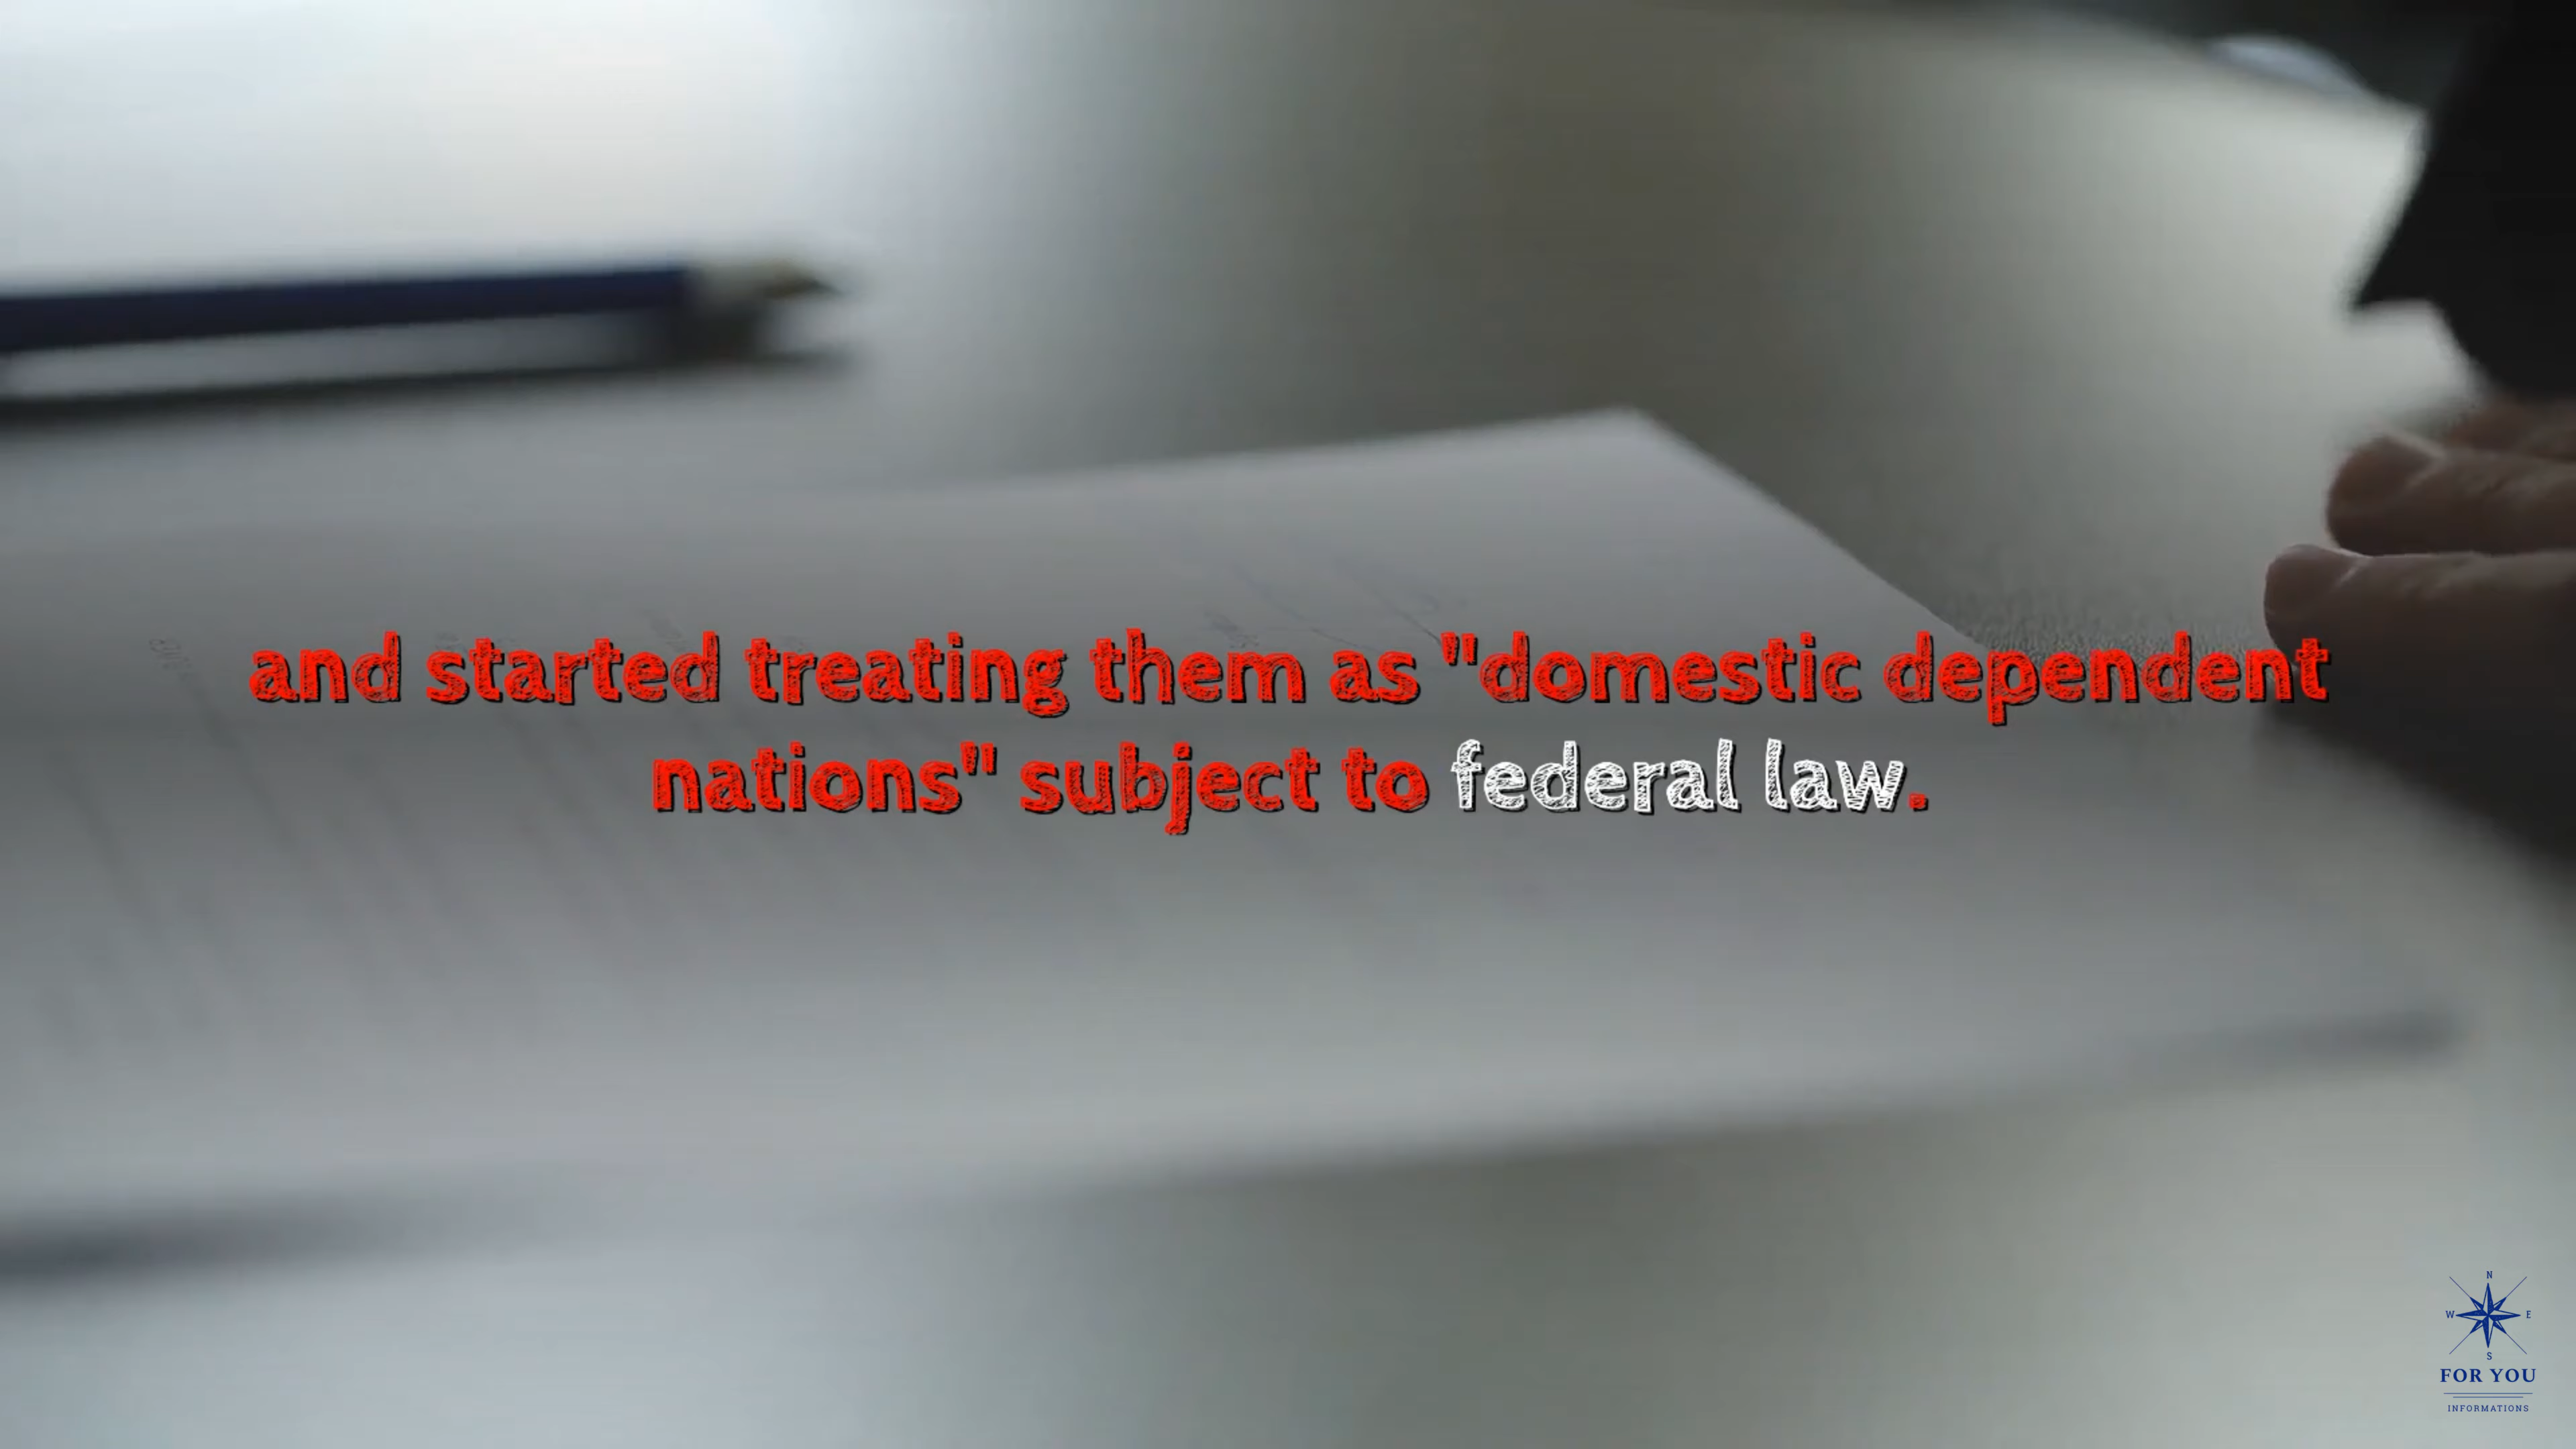 and started treating them as "domestic dependent
nations" subject to federal law.
N
W E
S
FOR YOU
INFORMATIONS